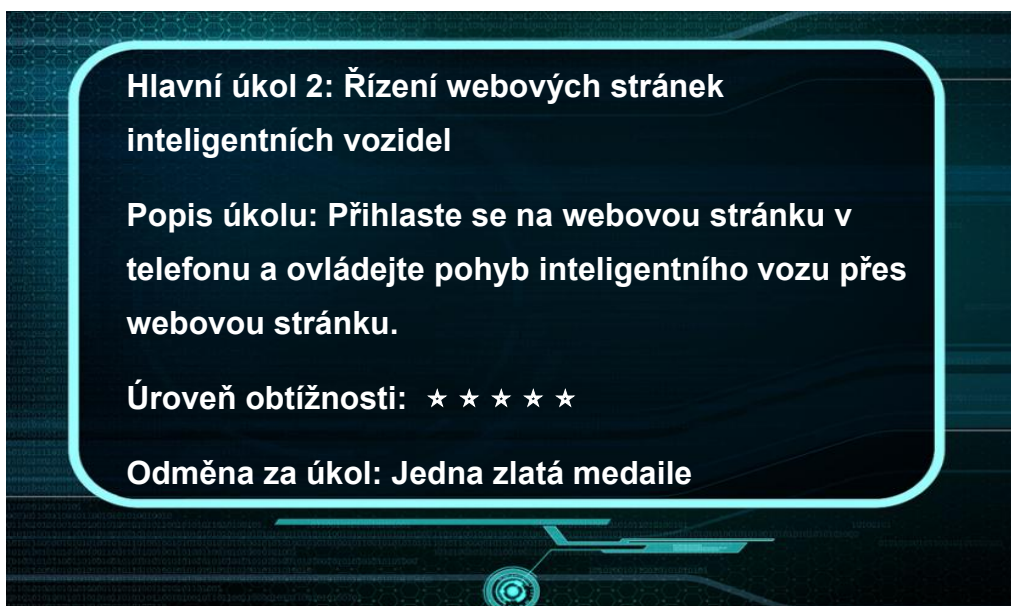 Hlavní úkol 2: Řízení webových stránek
inteligentních vozidel
Popis úkolu: Přihlaste se na webovou stránku v
telefonu a ovládejte pohyb inteligentního vozu přes
webovou stránku.
Úroveň obtížnosti: ★ ★ ★ ★ ★
Odměna za úkol: Jedna zlatá medaile